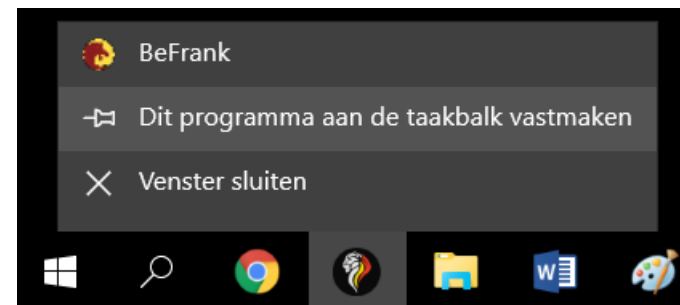 BeFrank
Dit programma aan de taakbalk vastmaken
Venster sluiten
W